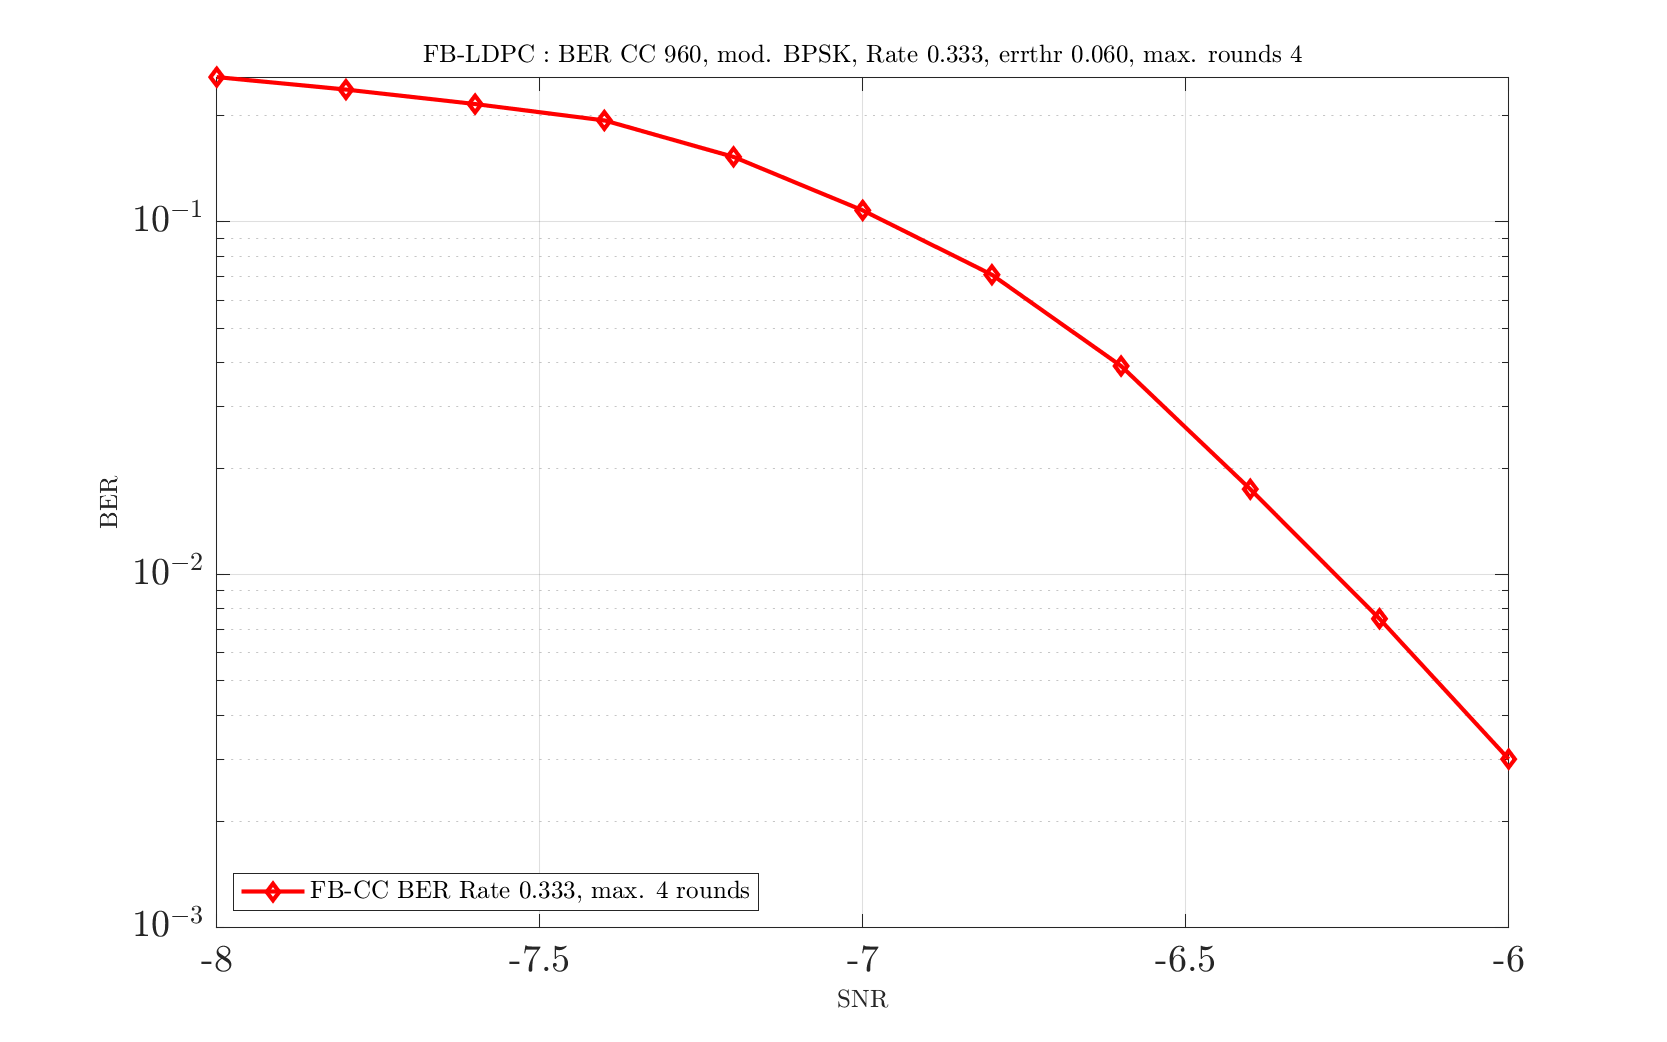 FB-LDPC : BER CC 960, mod. BPSK, Rate 0.333, errthr 0.060, max. rounds 4
10^{-1}
BER
10^{-2}
FB-CC BER Rate 0.333, max. 4 rounds
10^{-3}
-8 -7.5 -7 -6.5 -6
SNR